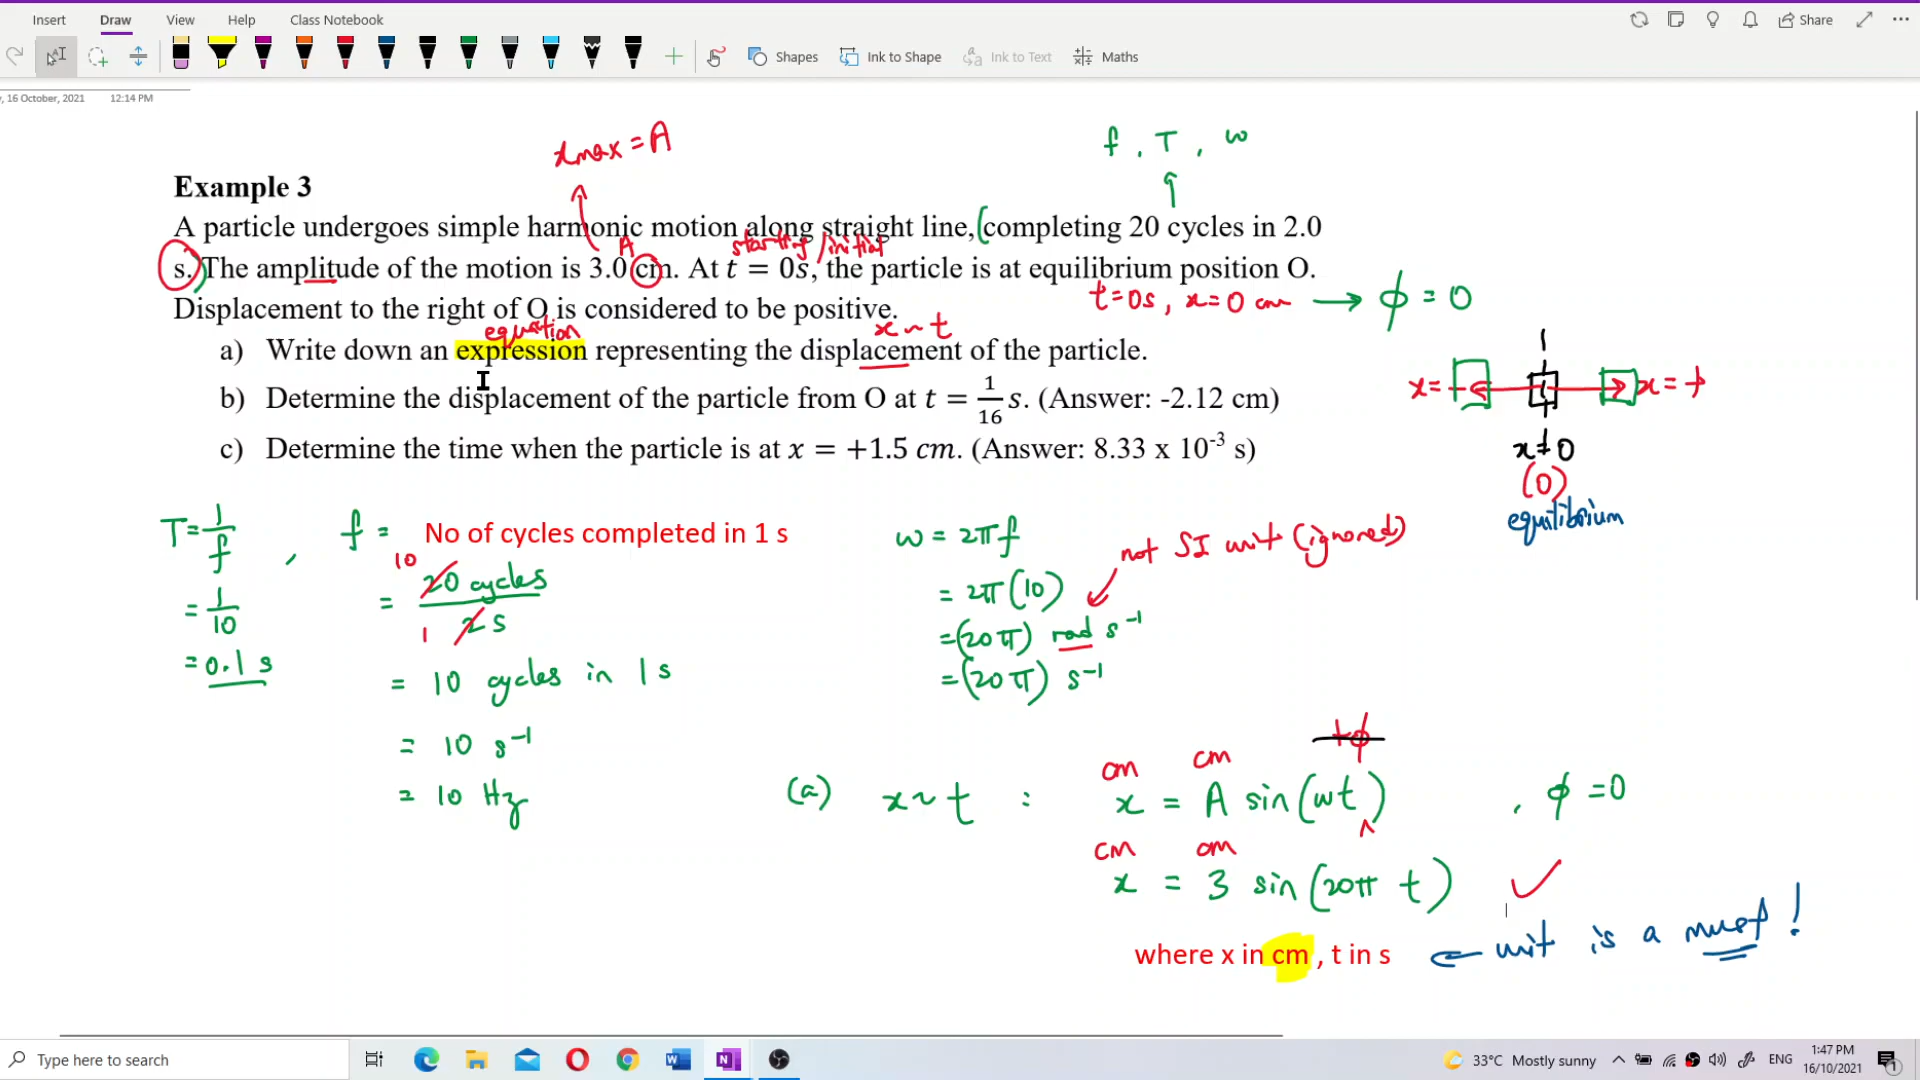 Insert Draw View Help Class Notebook Share
Shapes Ink to Shape Ink to Text Maths
, 16 October, 2021 12:14 PM
xmax = A
f , T , ω
Example 3
A particle undergoes simple harmonic motion along straight line, (completing 20 cycles in 2.0
A starting/initial
s.) The amplitude of the motion is 3.0 cm. At t = 0s, the particle is at equilibrium position O.
t=0s, x=0 cm → ϕ = 0
Displacement to the right of O is considered to be positive.
equation x ~ t
a) Write down an expression representing the displacement of the particle.
b) Determine the displacement of the particle from O at t = 1/16 s. (Answer: -2.12 cm)
c) Determine the time when the particle is at x = +1.5 cm. (Answer: 8.33 x 10⁻³ s)
x= - x= +
x=0
(O)
equilibrium
T = 1/f , f = No of cycles completed in 1 s
= 1/10
= 0.1 s
10
= 20 cycles / 2 s
1
= 10 cycles in 1 s
= 10 s⁻¹
= 10 Hz
ω = 2πf
not SI unit (ignored)
= 2π(10)
= (20π) rad s⁻¹
= (20π) s⁻¹
+ϕ
cm cm
(a) x ~ t : x = A sin(ωt) , ϕ = 0
cm cm
x = 3 sin(20π t) ✓
where x in cm , t in s ← unit is a must!
Type here to search
33°C Mostly sunny ENG 1:47 PM
16/10/2021
1